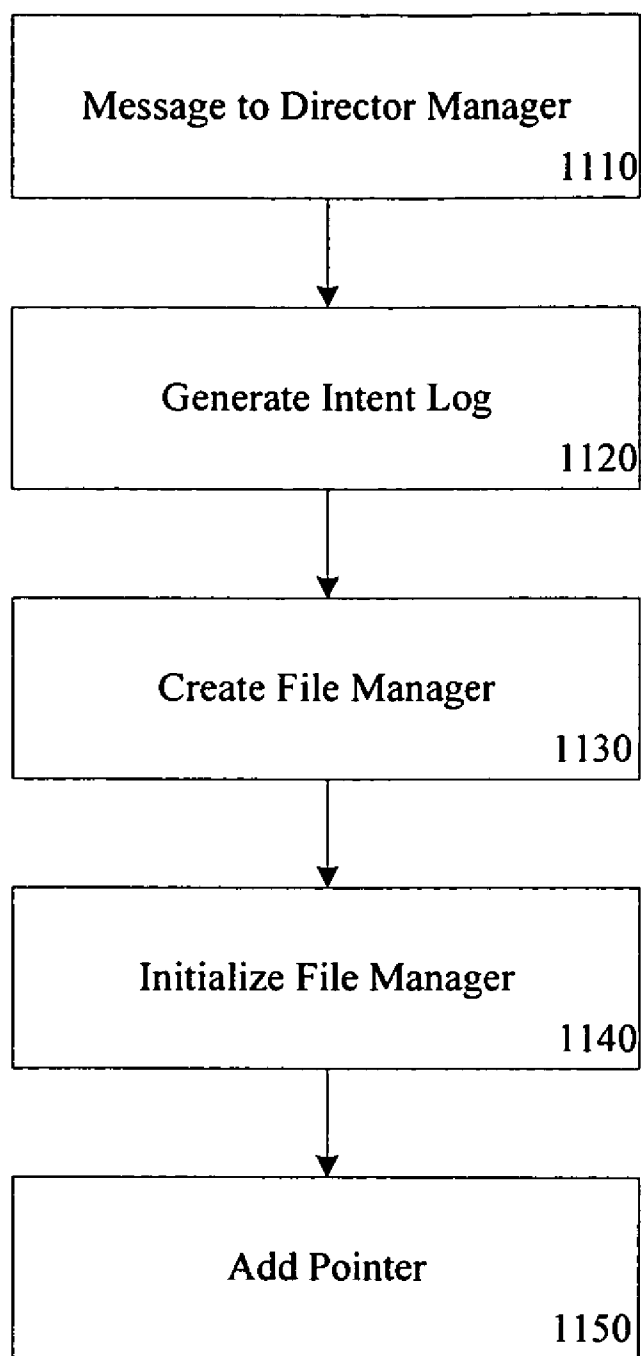 Message to Director Manager
1110
Generate Intent Log
1120
Create File Manager
1130
Initialize File Manager
1140
Add Pointer
1150